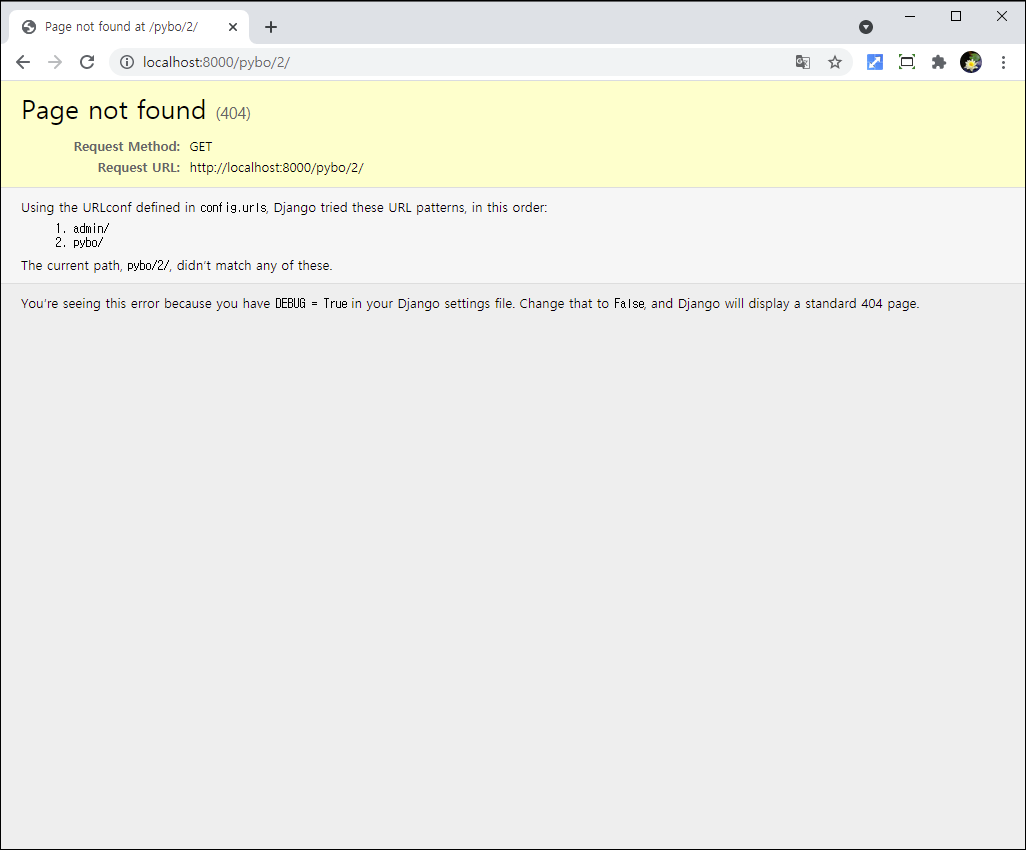 Page not found at /pybo/2/
localhost:8000/pybo/2/
Page not found (404)
Request Method: GET
Request URL: http://localhost:8000/pybo/2/
Using the URLconf defined in config.urls, Django tried these URL patterns, in this order:
1. admin/
2. pybo/
The current path, pybo/2/, didn't match any of these.
You're seeing this error because you have DEBUG = True in your Django settings file. Change that to False, and Django will display a standard 404 page.